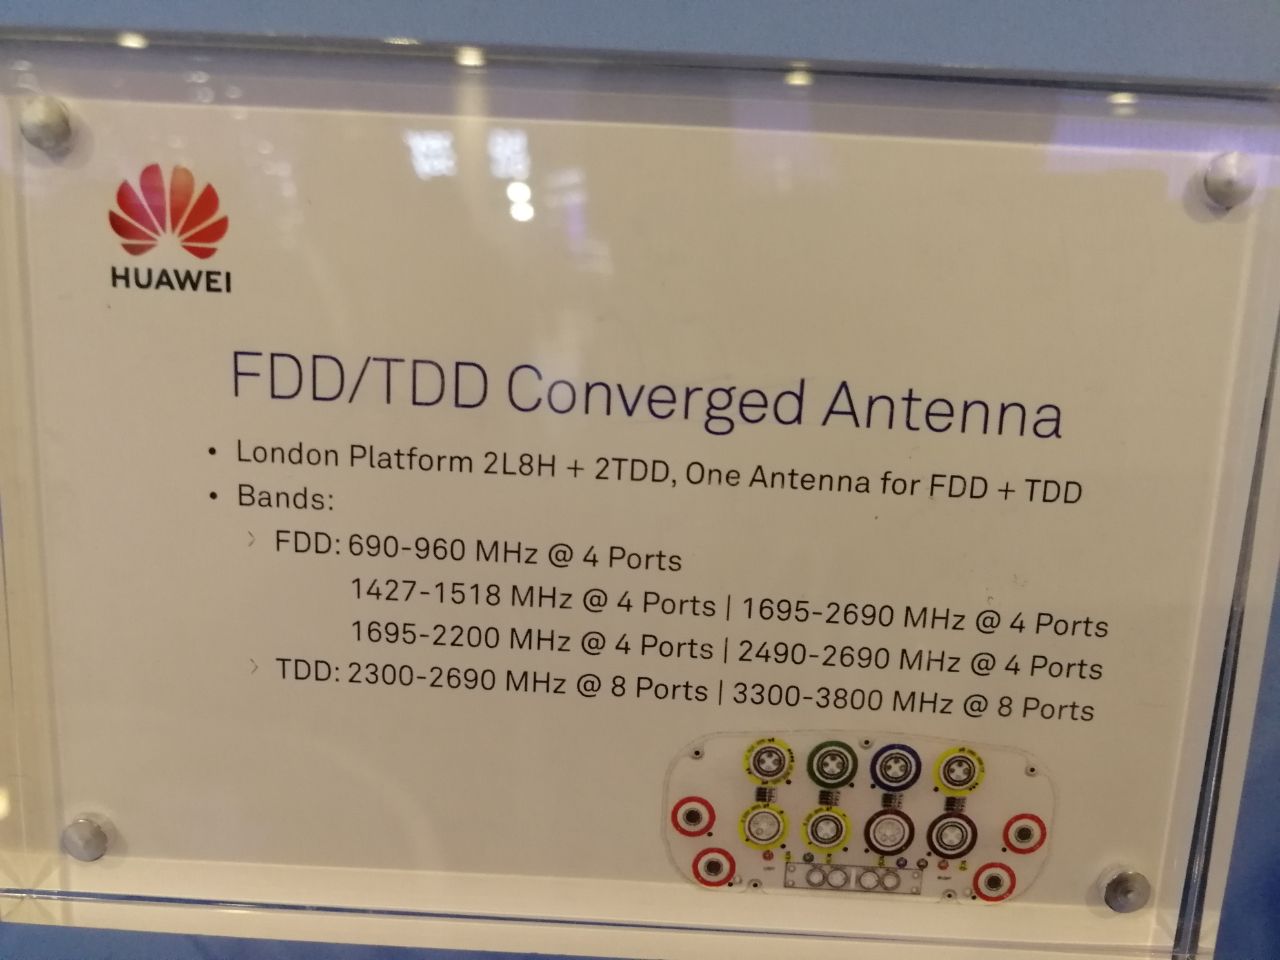 HUAWEI
FDD/TDD Converged Antenna
• London Platform 2L8H + 2TDD, One Antenna for FDD + TDD
• Bands:
› FDD: 690-960 MHz @ 4 Ports
1427-1518 MHz @ 4 Ports | 1695-2690 MHz @ 4 Ports
1695-2200 MHz @ 4 Ports | 2490-2690 MHz @ 4 Ports
› TDD: 2300-2690 MHz @ 8 Ports | 3300-3800 MHz @ 8 Ports